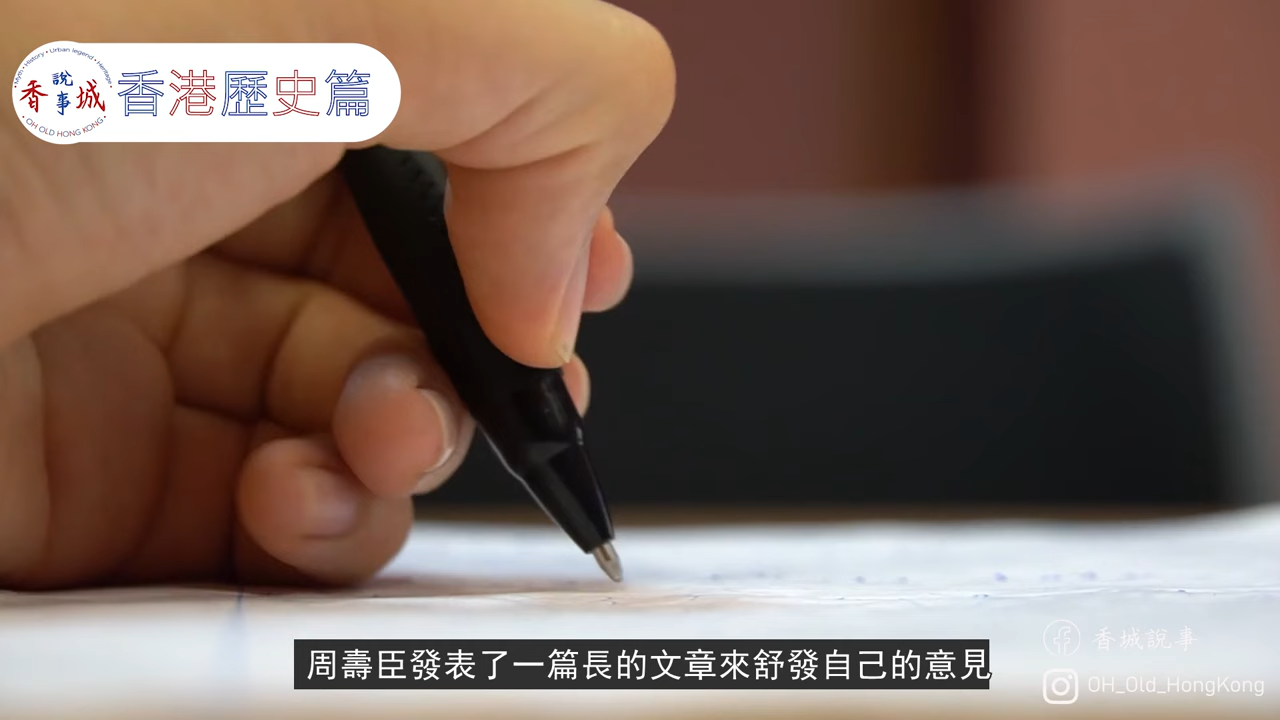 Myth • History • Urban legend • Heritage
香城說事
• OH OLD HONG KONG •
香港歷史篇
周壽臣發表了一篇長的文章來舒發自己的意見
香城說事
OH_Old_HongKong